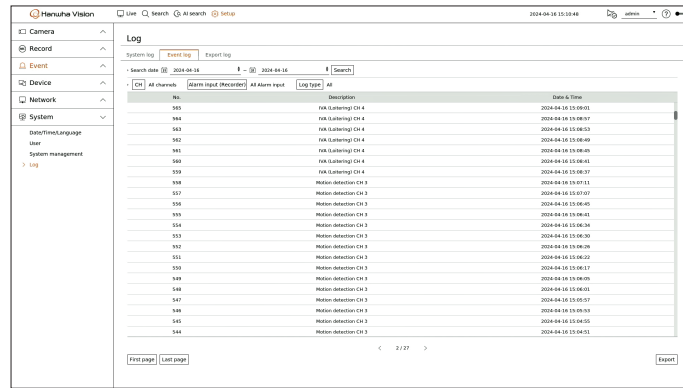 Hanwha Vision
Live Search AI search Setup
2024-04-16 15:10:48 admin
Camera
Record
Event
Device
Network
System
Date/Time/Language
User
System management
Log
Log
System log Event log Export log
Search date 2024-04-16 ~ 2024-04-16 Search
CH All channels Alarm input (Recorder) All Alarm input Log type All
No. Description Date & Time
565 IVA (Loitering) CH 4 2024-04-16 15:09:01
564 IVA (Loitering) CH 4 2024-04-16 15:08:57
563 IVA (Loitering) CH 4 2024-04-16 15:08:53
562 IVA (Loitering) CH 4 2024-04-16 15:08:49
561 IVA (Loitering) CH 4 2024-04-16 15:08:45
560 IVA (Loitering) CH 4 2024-04-16 15:08:41
559 IVA (Loitering) CH 4 2024-04-16 15:08:37
558 Motion detection CH 3 2024-04-16 15:07:11
557 Motion detection CH 3 2024-04-16 15:07:07
556 Motion detection CH 3 2024-04-16 15:06:45
555 Motion detection CH 3 2024-04-16 15:06:41
554 Motion detection CH 3 2024-04-16 15:06:34
553 Motion detection CH 3 2024-04-16 15:06:30
552 Motion detection CH 3 2024-04-16 15:06:26
551 Motion detection CH 3 2024-04-16 15:06:22
550 Motion detection CH 3 2024-04-16 15:06:17
549 Motion detection CH 3 2024-04-16 15:06:05
548 Motion detection CH 3 2024-04-16 15:06:01
547 Motion detection CH 3 2024-04-16 15:05:57
546 Motion detection CH 3 2024-04-16 15:05:53
545 Motion detection CH 3 2024-04-16 15:04:55
544 Motion detection CH 3 2024-04-16 15:04:51
< 2 / 27 >
First page Last page Export